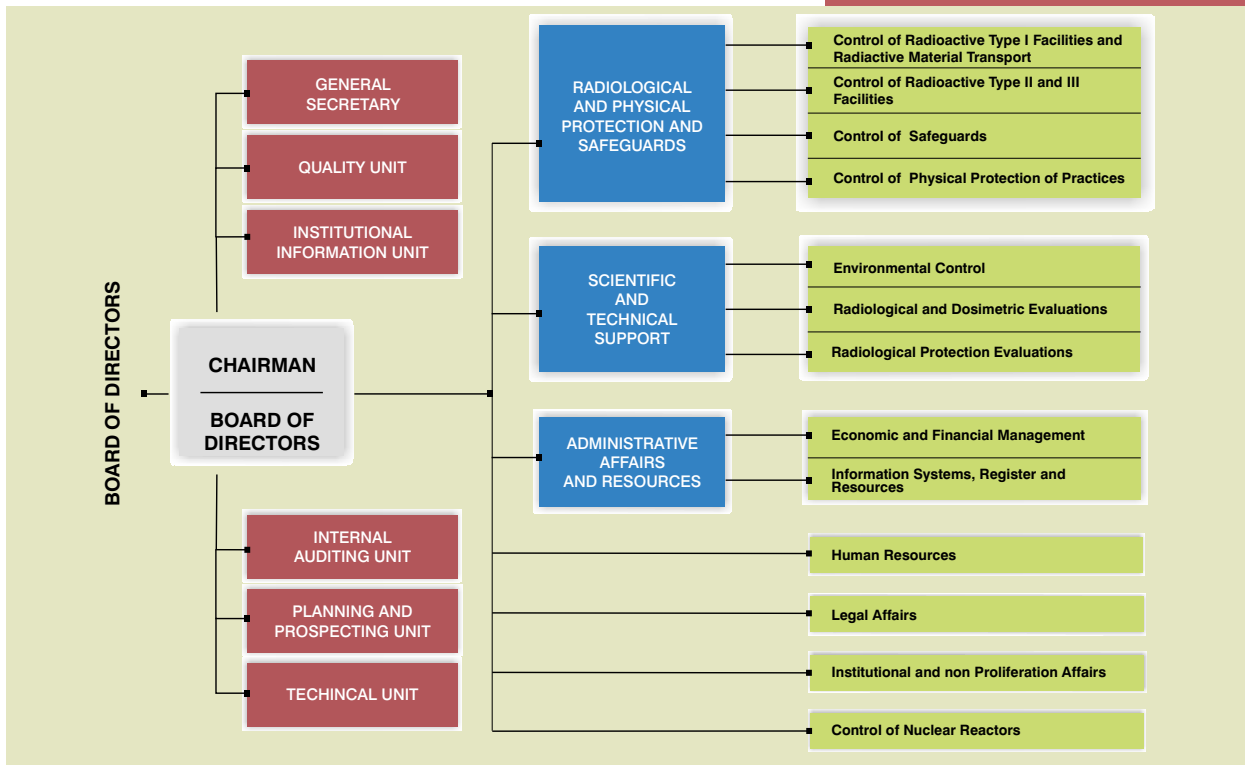 BOARD OF DIRECTORS
GENERAL
SECRETARY
QUALITY UNIT
INSTITUTIONAL
INFORMATION UNIT
CHAIRMAN
BOARD OF
DIRECTORS
INTERNAL
AUDITING UNIT
PLANNING AND
PROSPECTING UNIT
TECHINCAL UNIT
RADIOLOGICAL
AND PHYSICAL
PROTECTION AND
SAFEGUARDS
Control of Radioactive Type I Facilities and
Radiactive Material Transport
Control of Radioactive Type II and III
Facilities
Control of Safeguards
Control of Physical Protection of Practices
SCIENTIFIC
AND
TECHNICAL
SUPPORT
Environmental Control
Radiological and Dosimetric Evaluations
Radiological Protection Evaluations
ADMINISTRATIVE
AFFAIRS
AND RESOURCES
Economic and Financial Management
Information Systems, Register and
Resources
Human Resources
Legal Affairs
Institutional and non Proliferation Affairs
Control of Nuclear Reactors